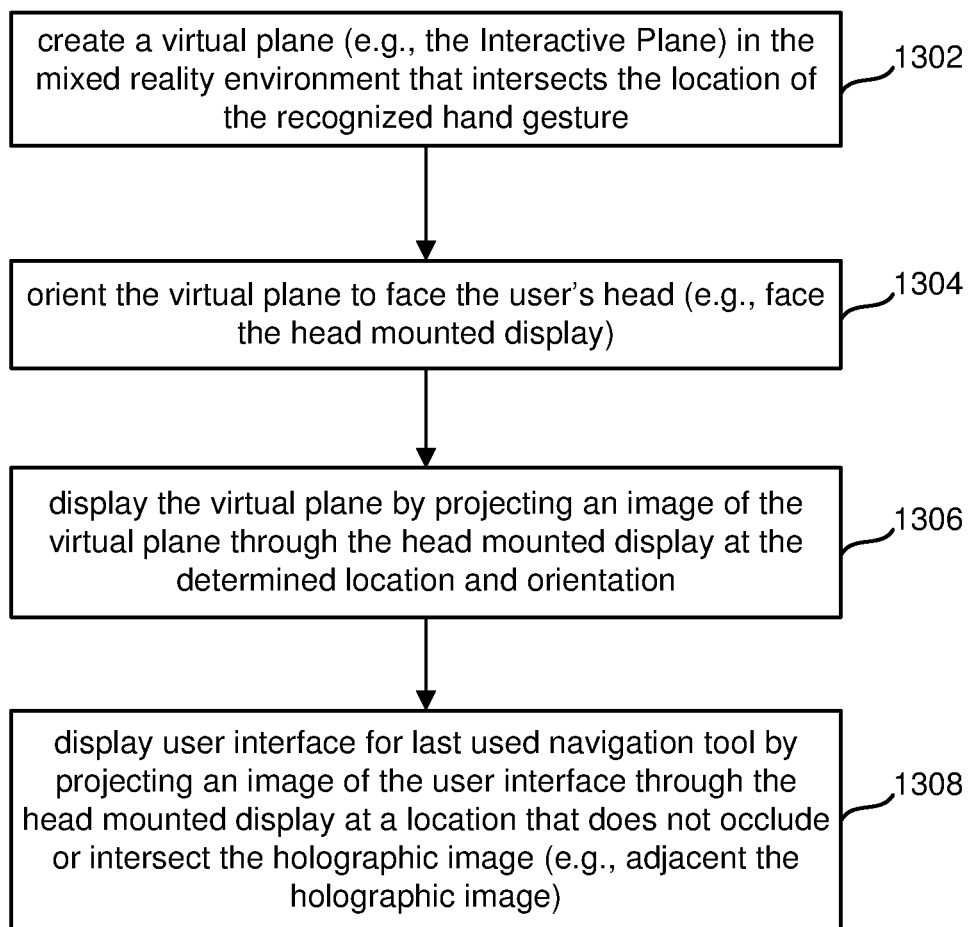 create a virtual plane (e.g., the Interactive Plane) in the
mixed reality environment that intersects the location of
the recognized hand gesture
1302
orient the virtual plane to face the user's head (e.g., face
the head mounted display)
1304
display the virtual plane by projecting an image of the
virtual plane through the head mounted display at the
determined location and orientation
1306
display user interface for last used navigation tool by
projecting an image of the user interface through the
head mounted display at a location that does not occlude
or intersect the holographic image (e.g., adjacent the
holographic image)
1308